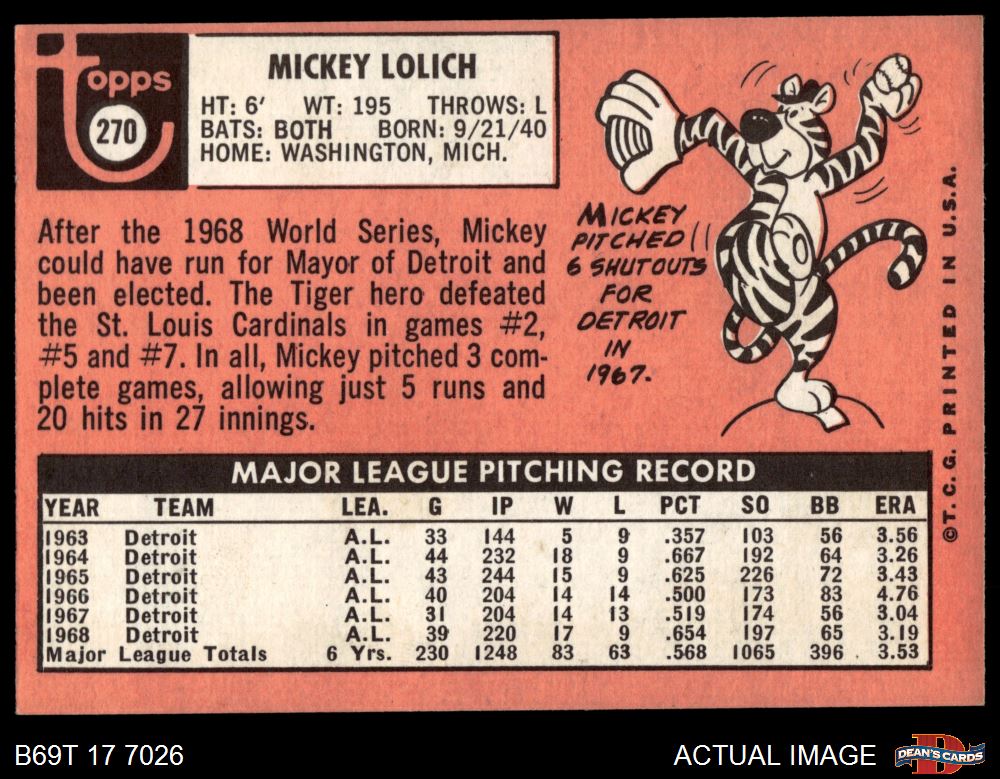 topps
270
MICKEY LOLICH
HT: 6' WT: 195 THROWS: L
BATS: BOTH BORN: 9/21/40
HOME: WASHINGTON, MICH.
After the 1968 World Series, Mickey
could have run for Mayor of Detroit and
been elected. The Tiger hero defeated
the St. Louis Cardinals in games #2,
#5 and #7. In all, Mickey pitched 3 com-
plete games, allowing just 5 runs and
20 hits in 27 innings.
MICKEY
PITCHED
6 SHUTOUTS
FOR
DETROIT
IN
1967.
©T.C.G. PRINTED IN U.S.A.
MAJOR LEAGUE PITCHING RECORD
YEAR TEAM LEA. G IP W L PCT SO BB ERA
1963 Detroit A.L. 33 144 5 9 .357 103 56 3.56
1964 Detroit A.L. 44 232 18 9 .667 192 64 3.26
1965 Detroit A.L. 43 244 15 9 .625 226 72 3.43
1966 Detroit A.L. 40 204 14 14 .500 173 83 4.76
1967 Detroit A.L. 31 204 14 13 .519 174 56 3.04
1968 Detroit A.L. 39 220 17 9 .654 197 65 3.19
Major League Totals 6 Yrs. 230 1248 83 63 .568 1065 396 3.53
B69T 17 7026
ACTUAL IMAGE
D
DEAN'S CARDS